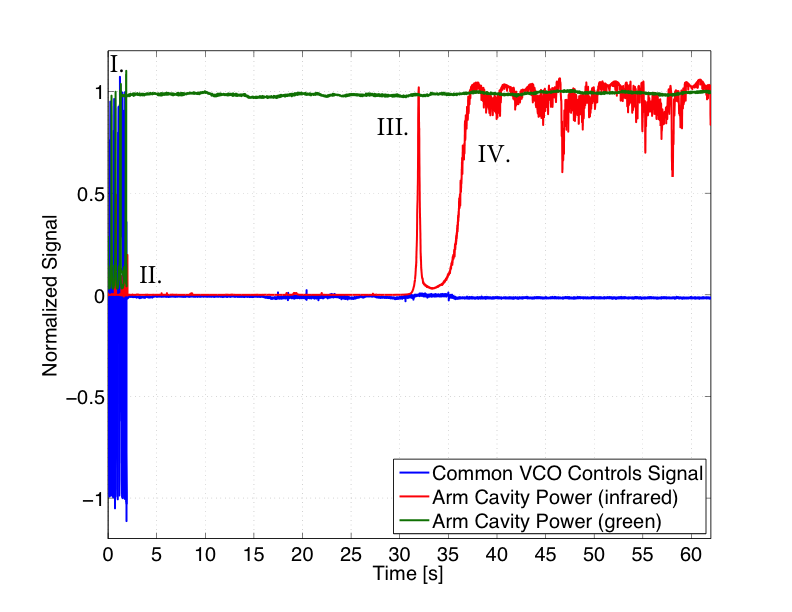 I.
1
III.
IV.
0.5
II.
0
−0.5
−1
Normalized Signal
Common VCO Controls Signal
Arm Cavity Power (infrared)
Arm Cavity Power (green)
0 5 10 15 20 25 30 35 40 45 50 55 60
Time [s]